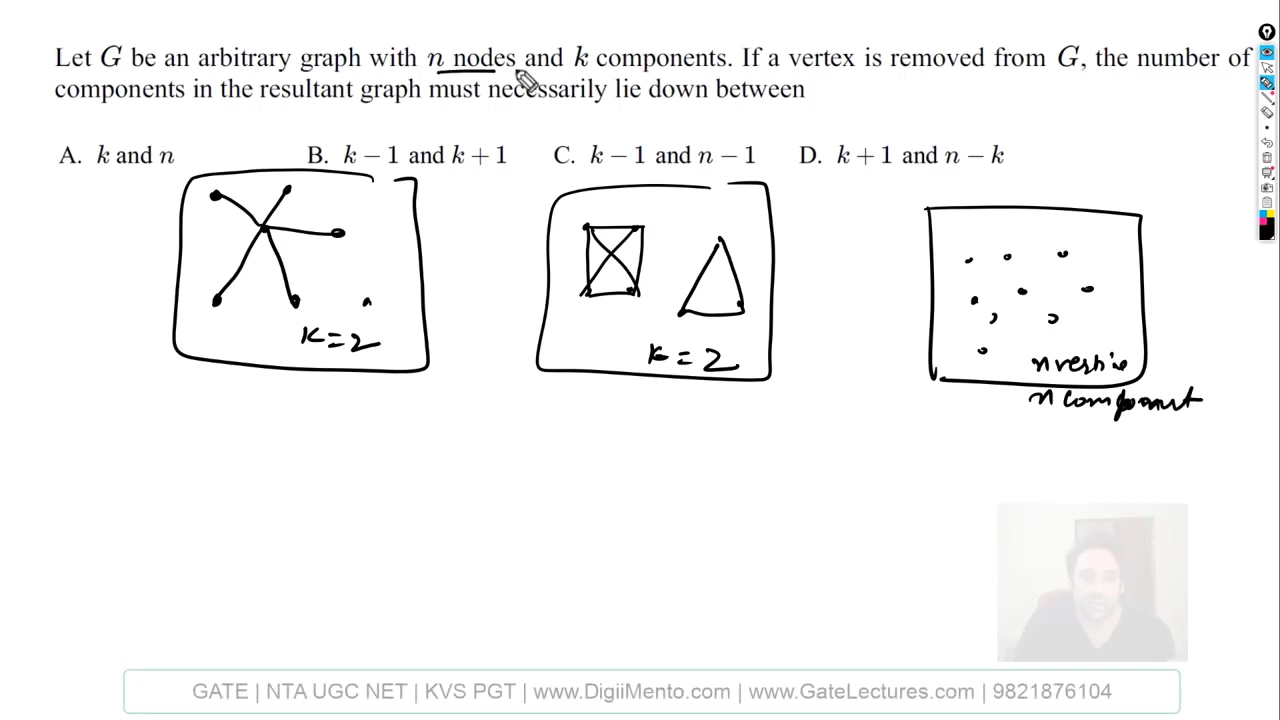 Let G be an arbitrary graph with n nodes and k components. If a vertex is removed from G, the number of
components in the resultant graph must necessarily lie down between
A. k and n B. k − 1 and k + 1 C. k − 1 and n − 1 D. k + 1 and n − k
K = 2
k = 2
n vertice
n component
GATE | NTA UGC NET | KVS PGT | www.DigiiMento.com | www.GateLectures.com | 9821876104